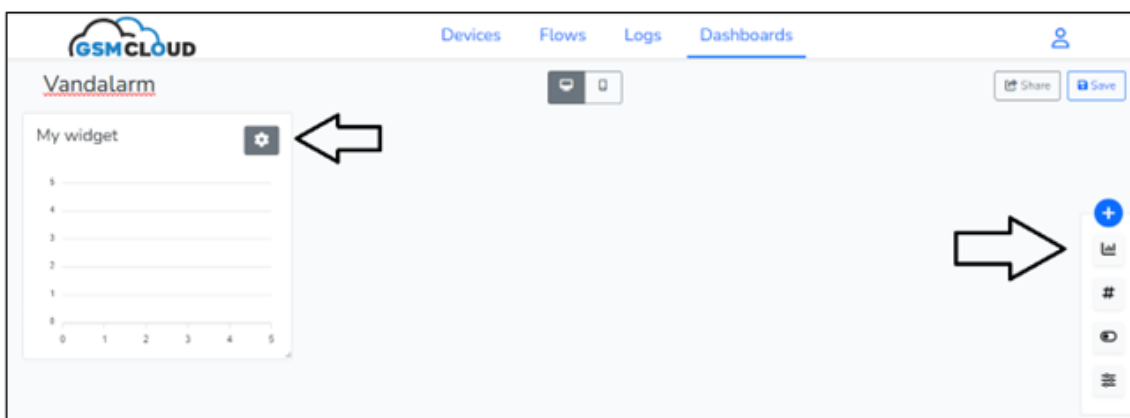 GSMCLOUD
Devices Flows Logs Dashboards
Vandalarm
Share Save
My widget
5
4
3
2
1
0
0 1 2 3 4 5
#